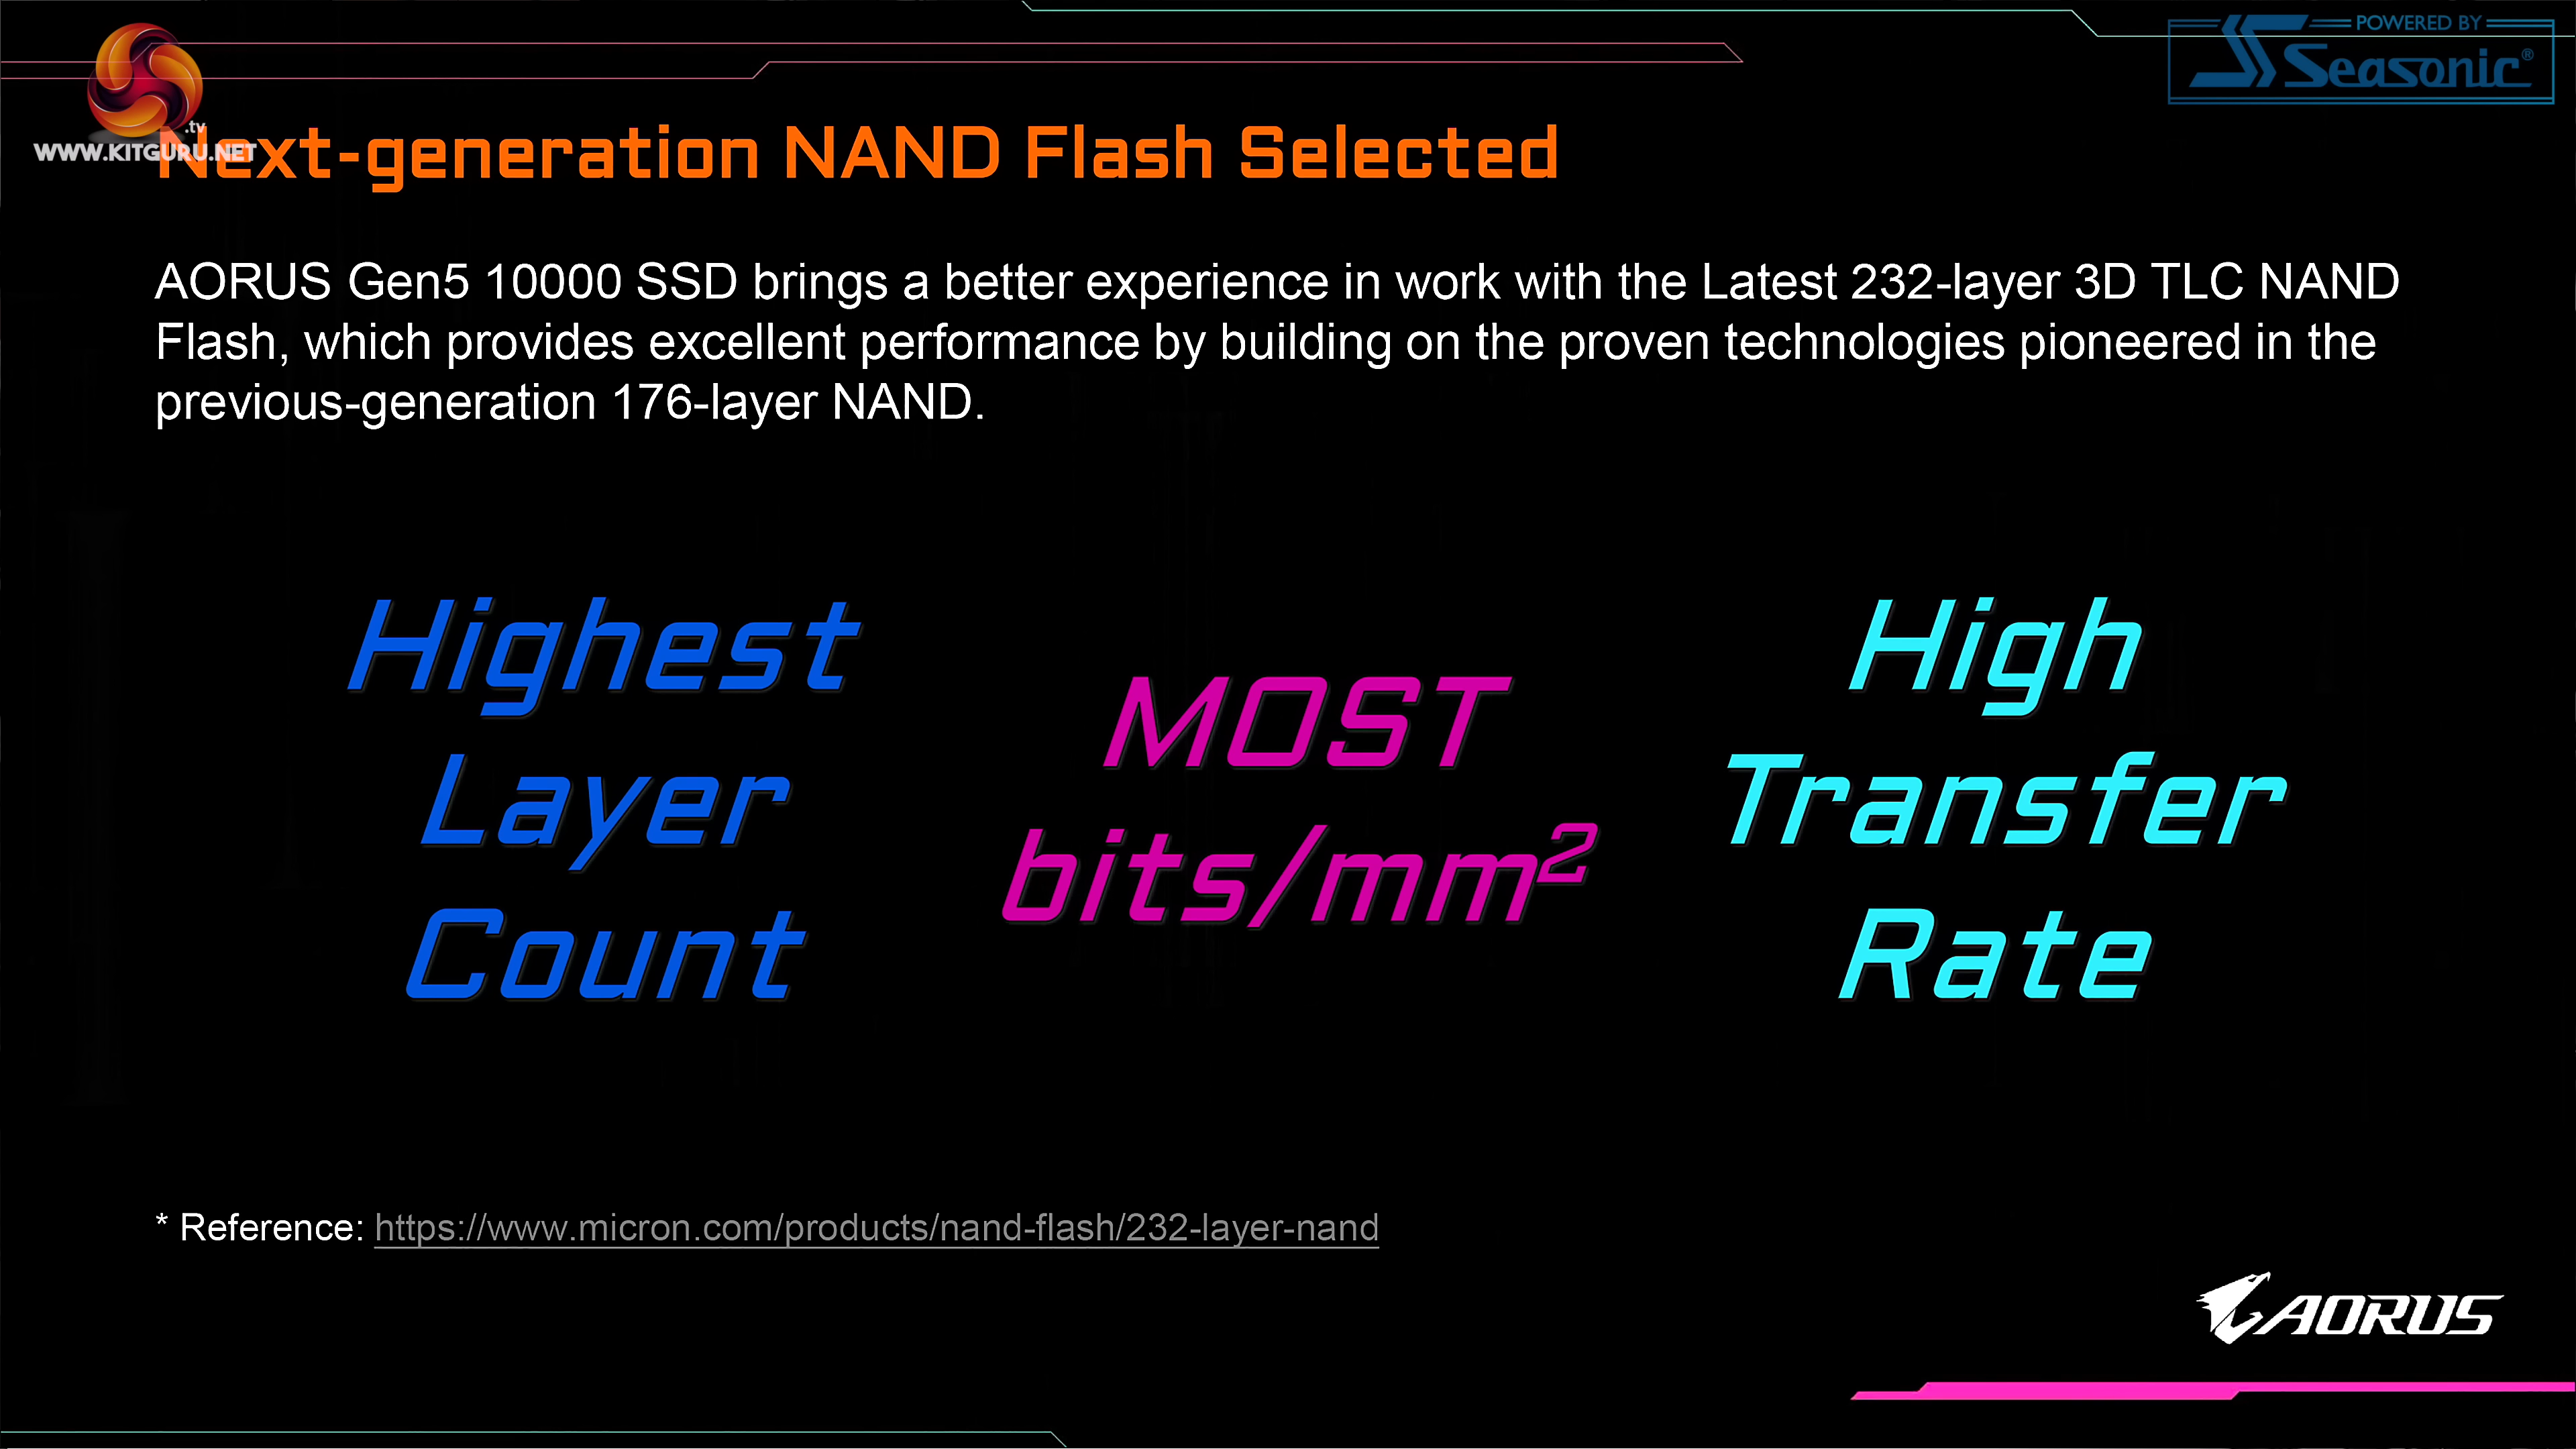 POWERED BY
Seasonic®
.tv
WWW.KITGURU.NET
Next-generation NAND Flash Selected
AORUS Gen5 10000 SSD brings a better experience in work with the Latest 232-layer 3D TLC NAND
Flash, which provides excellent performance by building on the proven technologies pioneered in the
previous-generation 176-layer NAND.
Highest
Layer
Count
MOST
bits/mm²
High
Transfer
Rate
* Reference: https://www.micron.com/products/nand-flash/232-layer-nand
AORUS